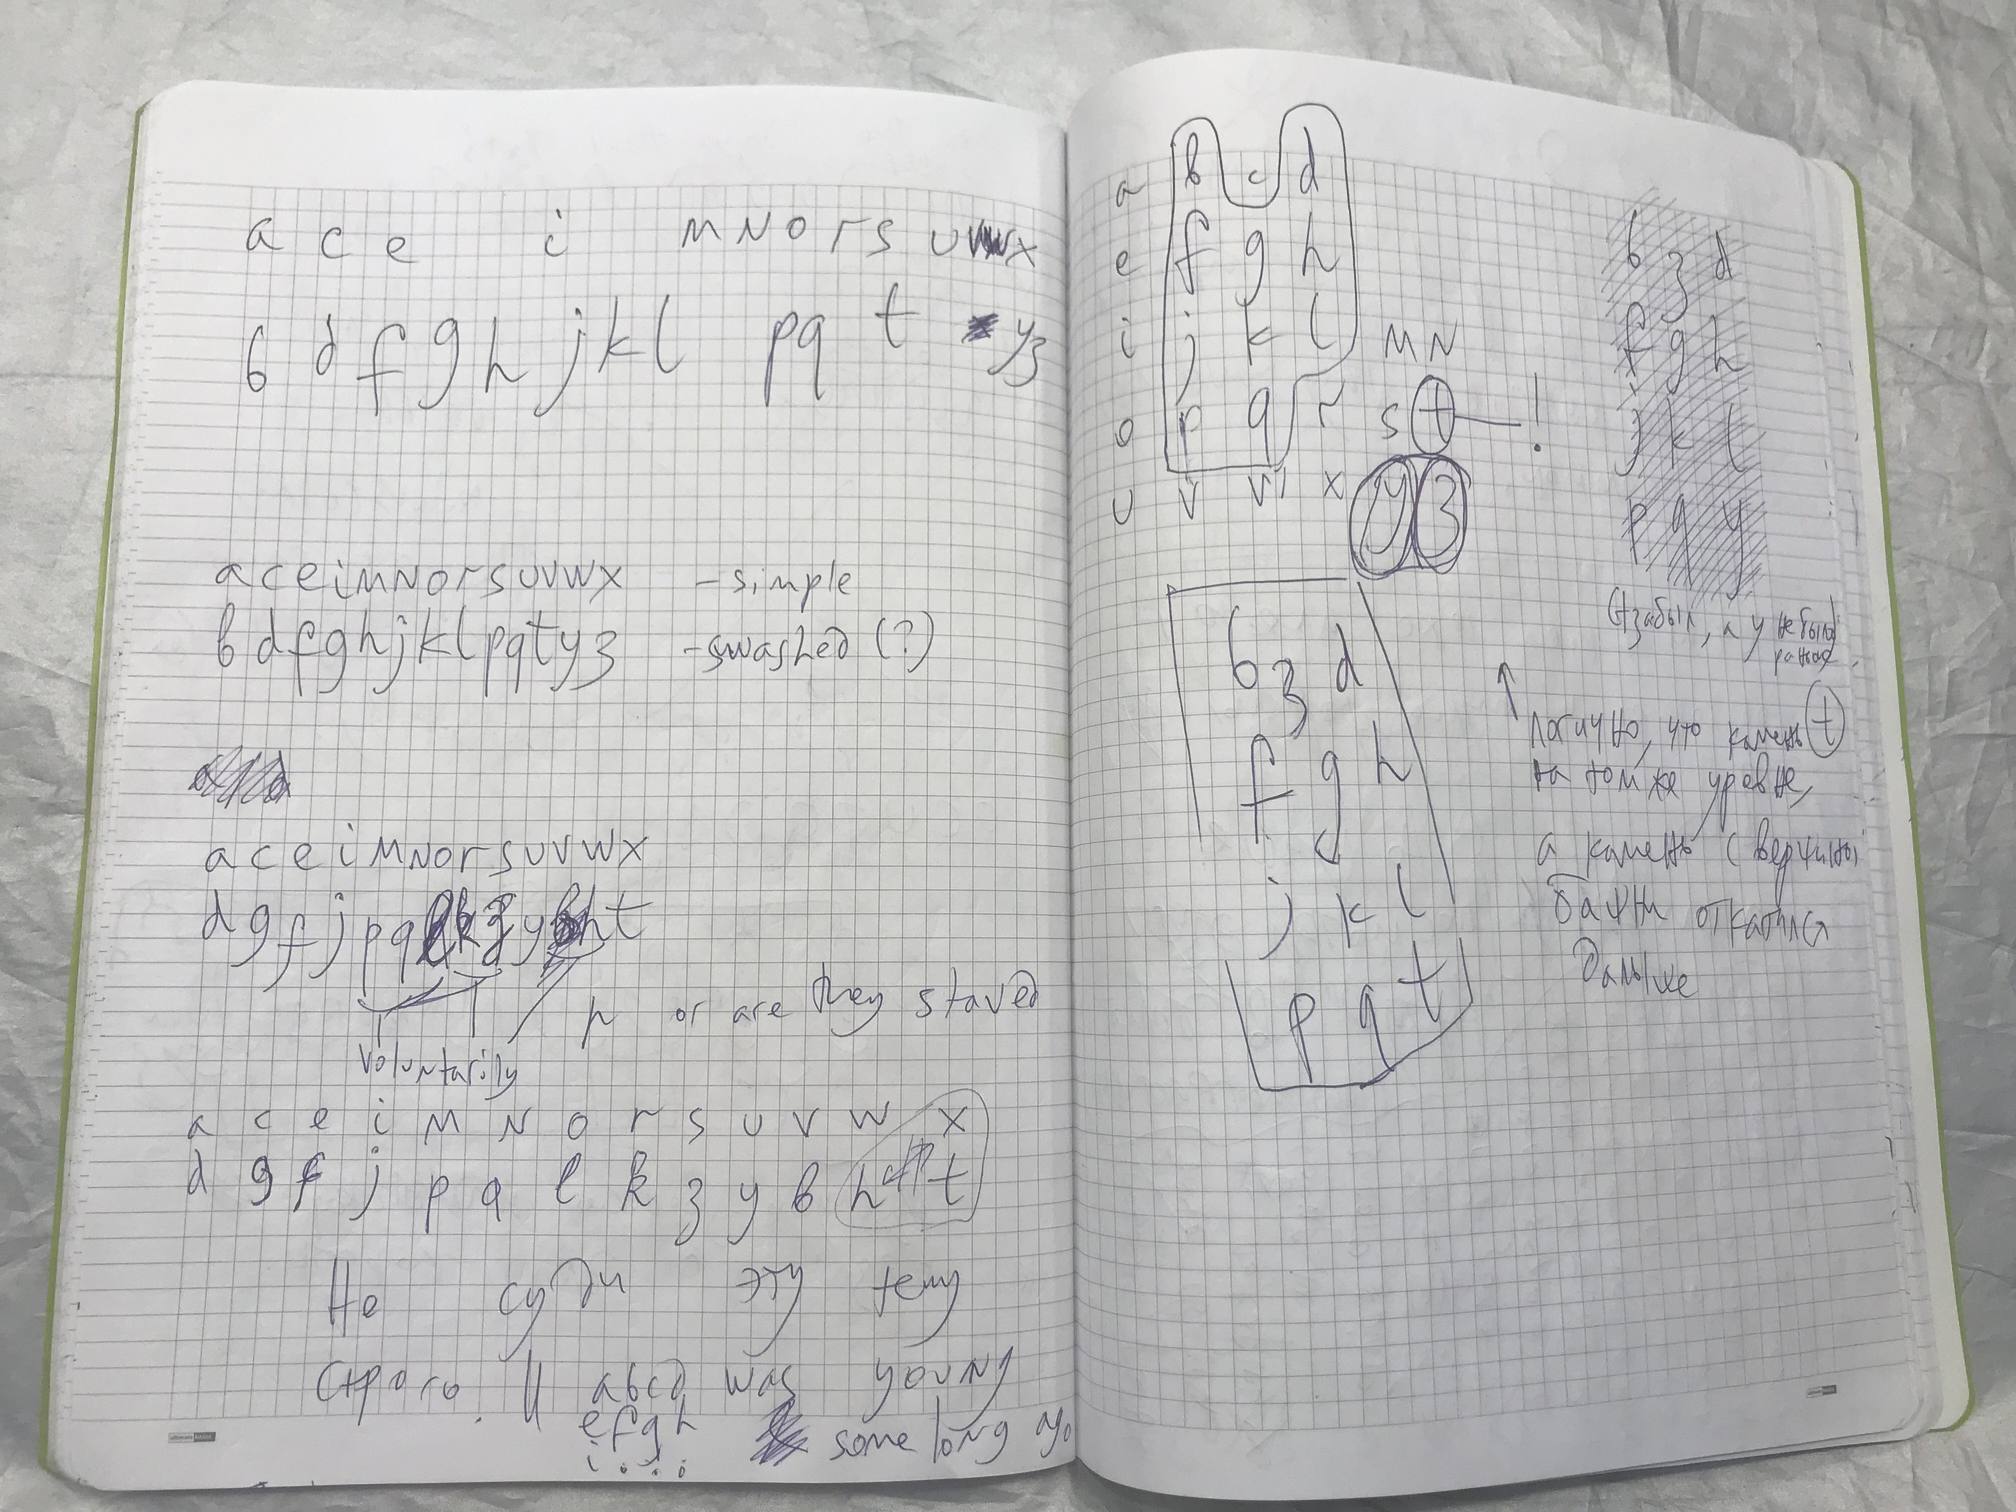 a c e i m n o r s u v w x
b d f g h j k l p q t y z
a c e i m n o r s u v w x - simple
b d f g h j k l p q t y z - swashed (?)
a c e i m n o r s u v w x
d g f j p q k z y h t
h or are they staved
voluntarily
a c e i m n o r s u v w x
d g f j p q l k z y b h t
Не суди эту тему
строго. И abcd was young
efgh some long ago
i . . .
a b c d
e f g h
i j k l m n
o p q r s t — !
u v w x y z
b z d
f g h
j k l
p q t
b z d
f g h
j k l
p q y
(t забыл, а у не было
раньше
↑ логично, что камень t
на том же уровне,
а камень с вершины
башни откатился
дальше